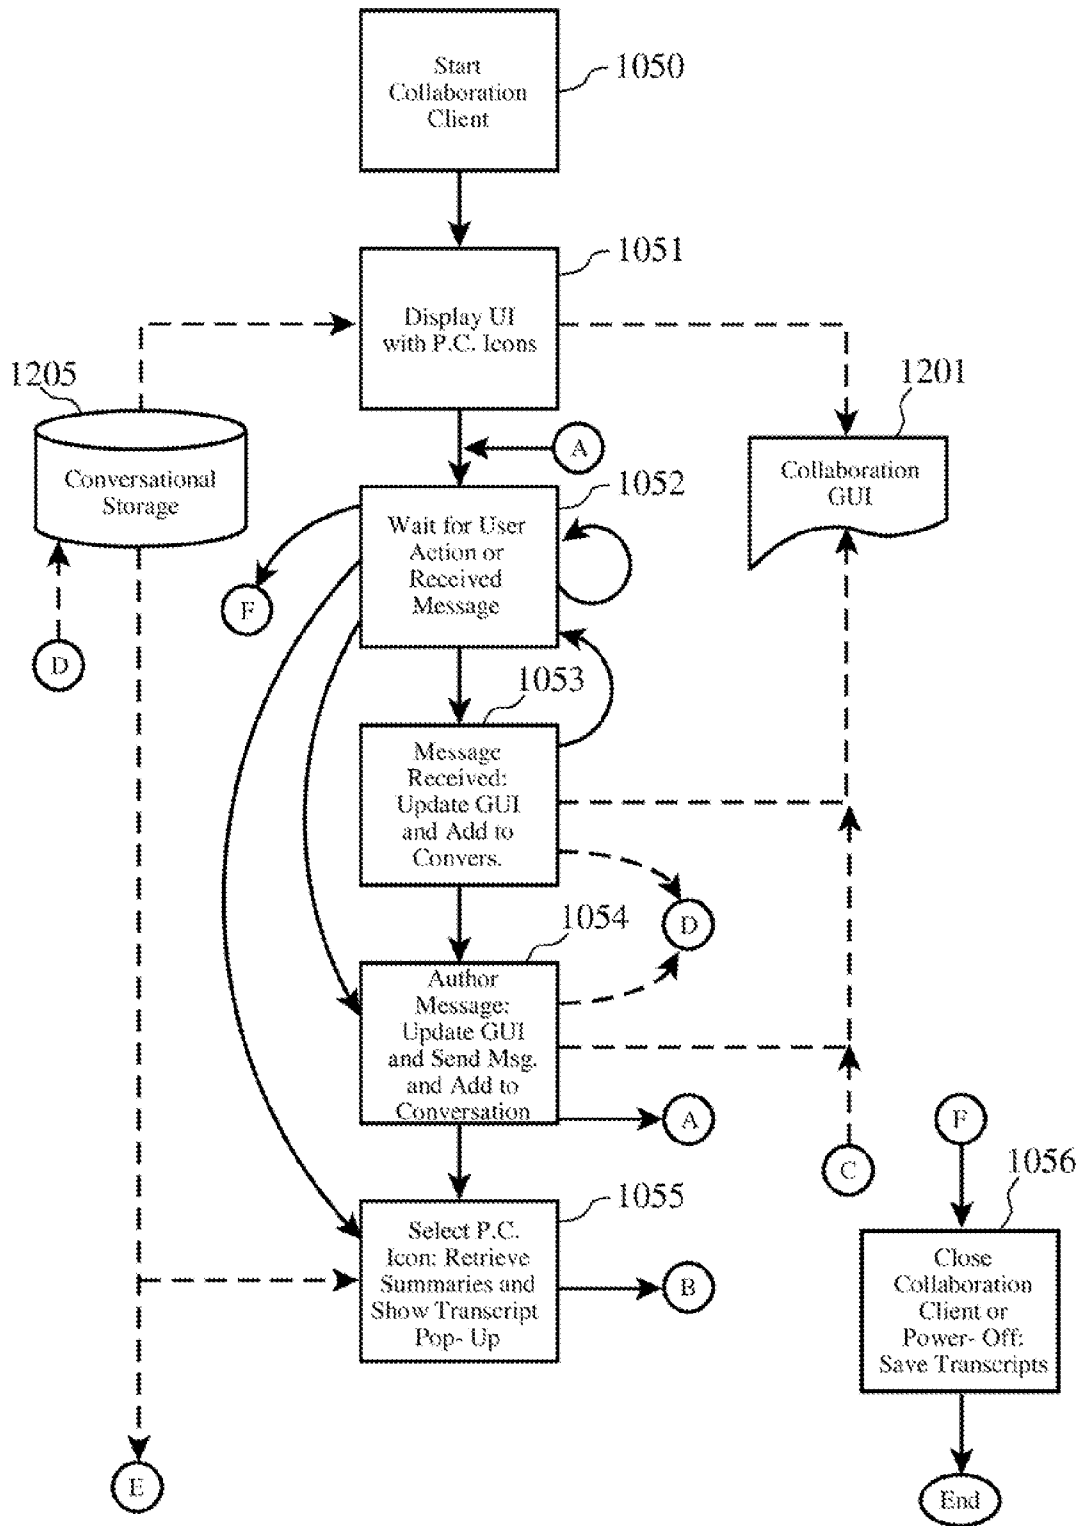 Start
Collaboration
Client
1050
Display UI
with P.C. Icons
1051
1205
Conversational
Storage
1201
Collaboration
GUI
A
Wait for User
Action or
Received
Message
1052
F
D
Message
Received:
Update GUI
and Add to
Convers.
1053
D
Author
Message:
Update GUI
and Send Msg.
and Add to
Conversation
1054
A
C
F
Select P.C.
Icon: Retrieve
Summaries and
Show Transcript
Pop- Up
1055
B
Close
Collaboration
Client or
Power- Off:
Save Transcripts
1056
E
End